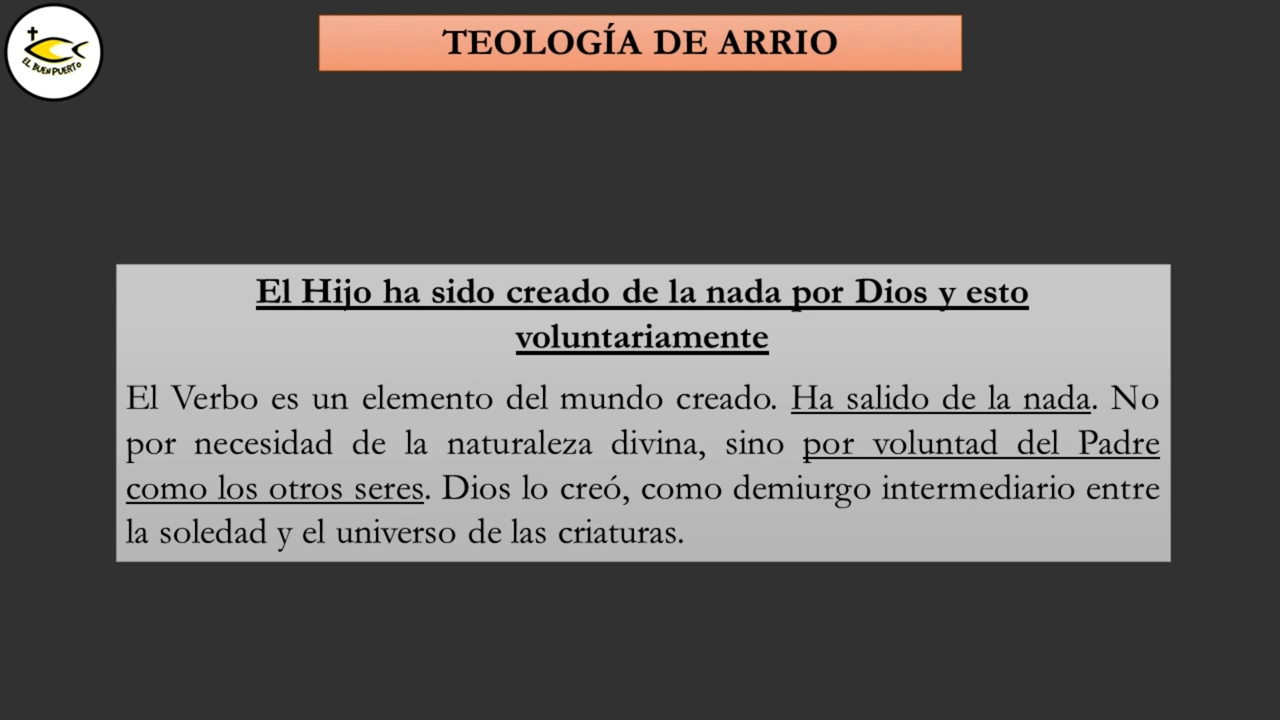 EL BUEN PUERTO
TEOLOGÍA DE ARRIO
El Hijo ha sido creado de la nada por Dios y esto
voluntariamente
El Verbo es un elemento del mundo creado. Ha salido de la nada. No
por necesidad de la naturaleza divina, sino por voluntad del Padre
como los otros seres. Dios lo creó, como demiurgo intermediario entre
la soledad y el universo de las criaturas.